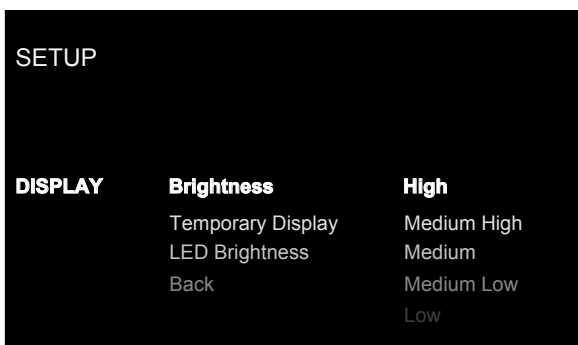 SETUP
DISPLAY Brightness High
Temporary Display Medium High
LED Brightness Medium
Back Medium Low
Low